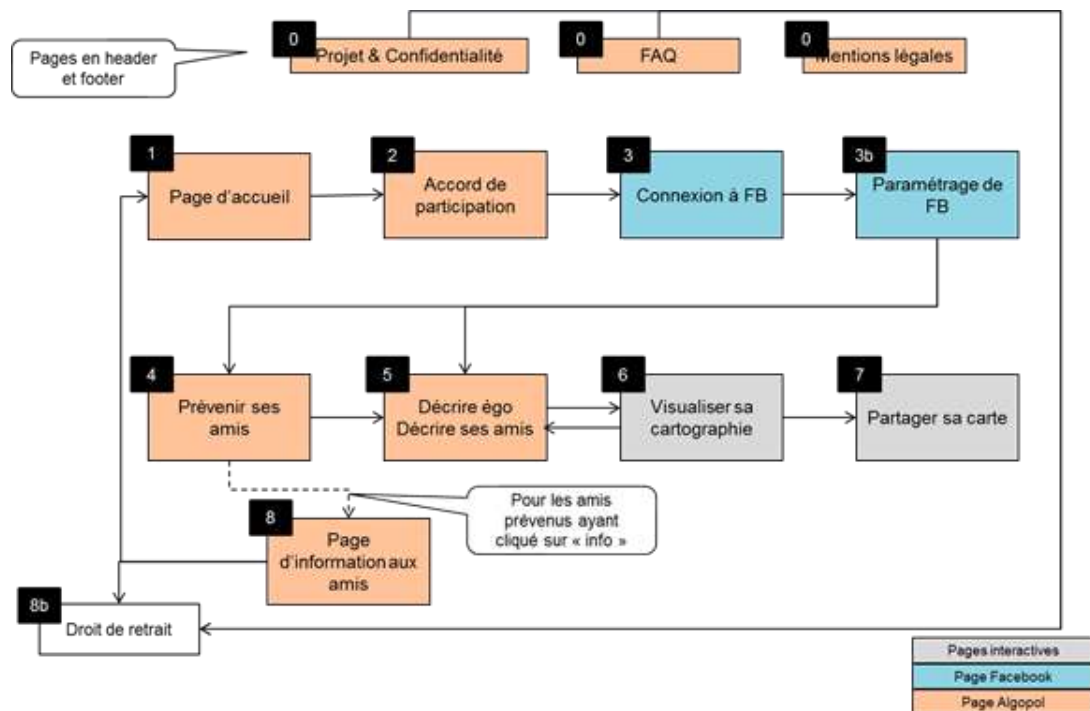 Pages en header
et footer
0
Projet & Confidentialité
0
FAQ
0
Mentions légales
1
Page d'accueil
2
Accord de
participation
3
Connexion à FB
3b
Paramétrage de
FB
4
Prévenir ses
amis
5
Décrire égo
Décrire ses amis
6
Visualiser sa
cartographie
7
Partager sa carte
8
Page
d'information aux
amis
Pour les amis
prévenus ayant
cliqué sur « info »
8b
Droit de retrait
Pages interactives
Page Facebook
Page Algopol